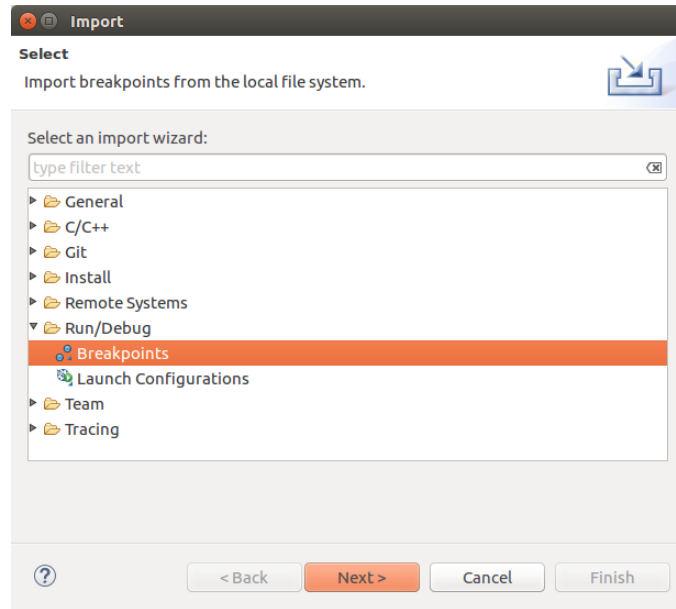 Import
Select
Import breakpoints from the local file system.
Select an import wizard:
type filter text
General
C/C++
Git
Install
Remote Systems
Run/Debug
Breakpoints
Launch Configurations
Team
Tracing
?
< Back
Next >
Cancel
Finish